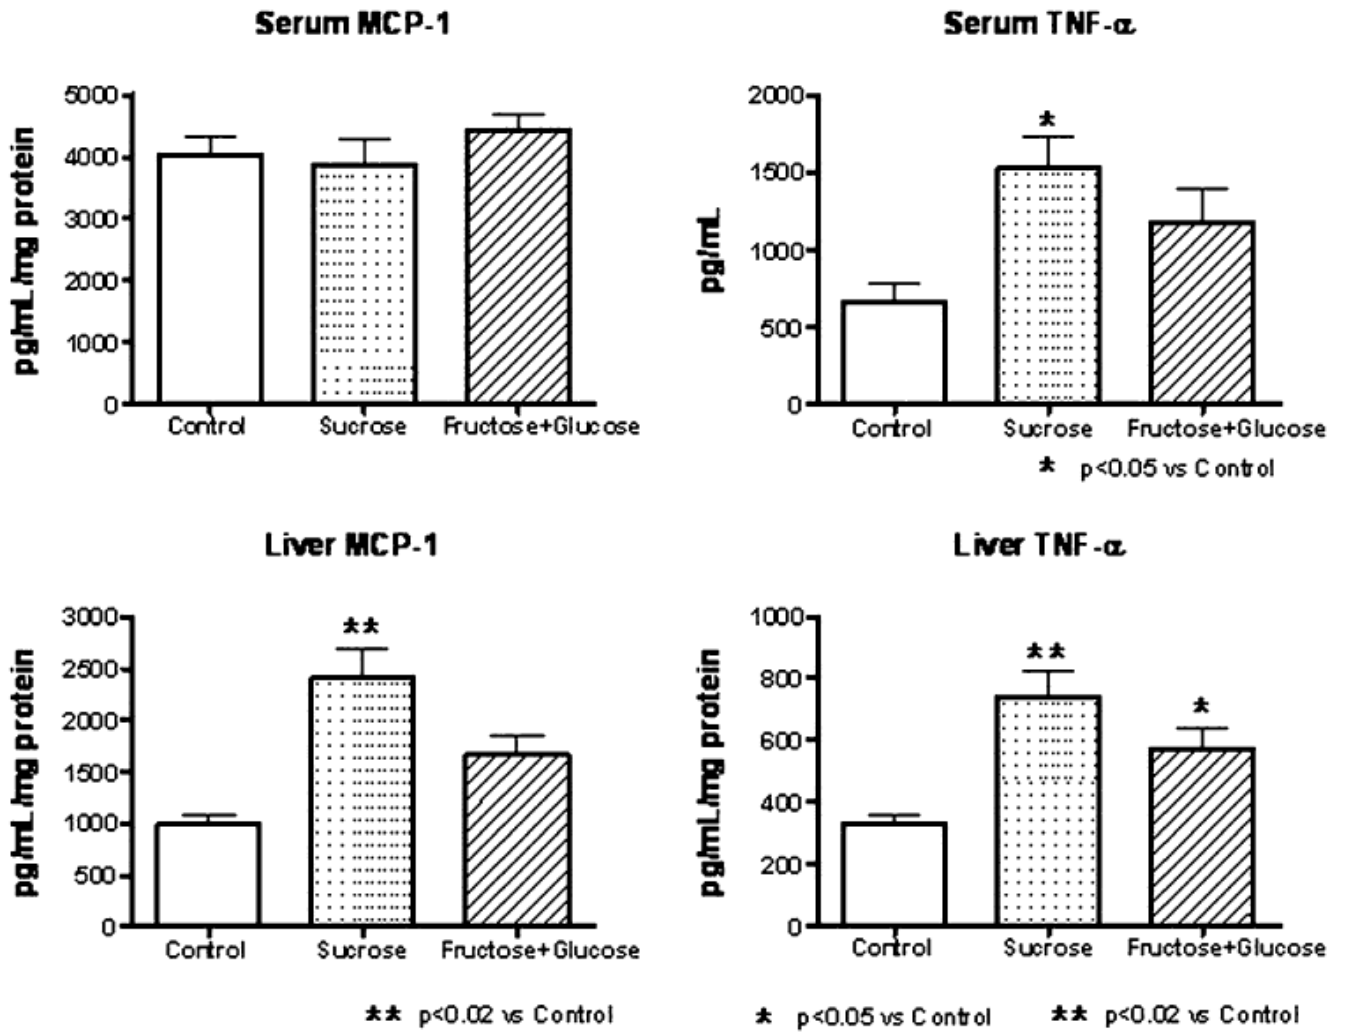 Serum MCP-1
pg/mL/mg protein
5000
4000
3000
2000
1000
0
Control Sucrose Fructose+Glucose
Serum TNF-α
pg/mL
2000
1500
1000
500
0
Control Sucrose Fructose+Glucose
*
* p<0.05 vs Control
Liver MCP-1
pg/mL/mg protein
3000
2500
2000
1500
1000
500
0
**
Control Sucrose Fructose+Glucose
** p<0.02 vs Control
Liver TNF-α
pg/mL/mg protein
1000
800
600
400
200
0
**
*
Control Sucrose Fructose+Glucose
* p<0.05 vs Control ** p<0.02 vs Control